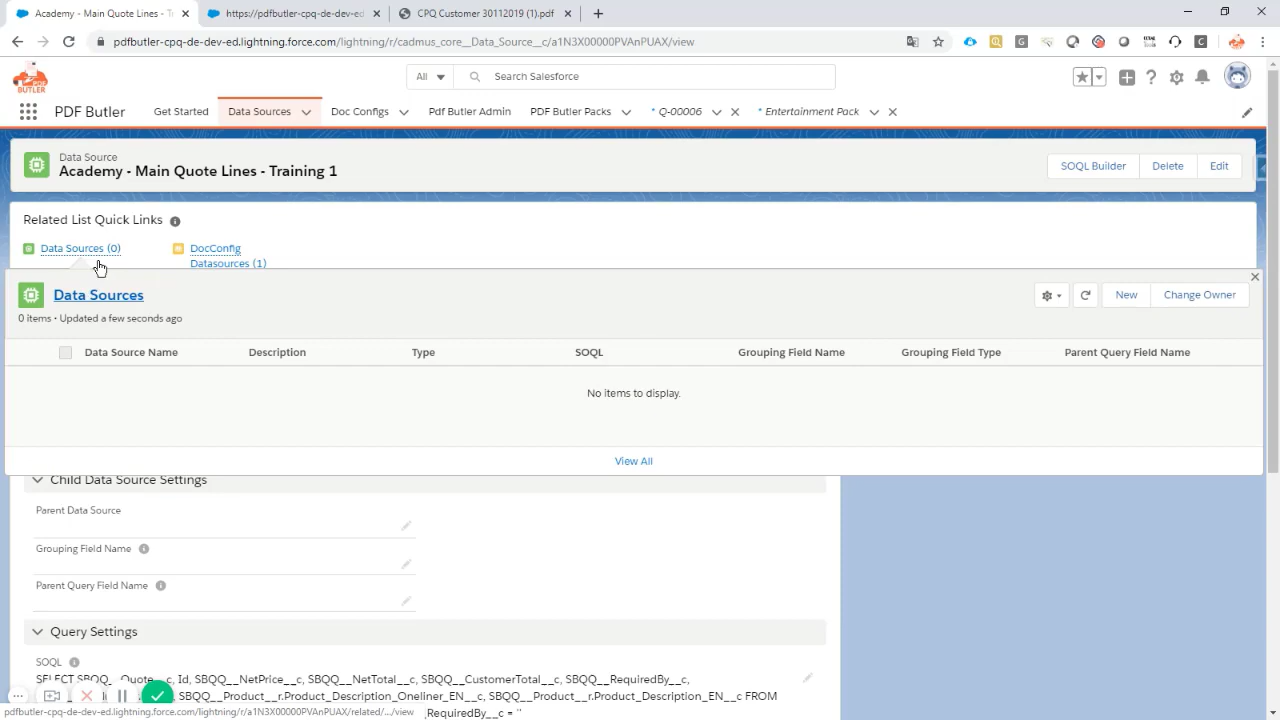 Academy - Main Quote Lines - T
https://pdfbutler-cpq-de-dev-ed
CPQ Customer 30112019 (1).pdf
pdfbutler-cpq-de-dev-ed.lightning.force.com/lightning/r/cadmus_core__Data_Source__c/a1N3X00000PVAnPUAX/view
BUTLER
All
Search Salesforce
PDF Butler
Get Started
Data Sources
Doc Configs
Pdf Butler Admin
PDF Butler Packs
* Q-00006
* Entertainment Pack
Data Source
Academy - Main Quote Lines - Training 1
SOQL Builder
Delete
Edit
Related List Quick Links
Data Sources (0)
DocConfig
Datasources (1)
Data Sources
0 items • Updated a few seconds ago
New
Change Owner
Data Source Name
Description
Type
SOQL
Grouping Field Name
Grouping Field Type
Parent Query Field Name
No items to display.
View All
Child Data Source Settings
Parent Data Source
Grouping Field Name
Parent Query Field Name
Query Settings
SOQL
SELECT SBQQ__Quote__c, Id, SBQQ__NetPrice__c, SBQQ__NetTotal__c, SBQQ__CustomerTotal__c, SBQQ__RequiredBy__c,
SBQQ__Product__r.Product_Description_Oneliner_EN__c, SBQQ__Product__r.Product_Description_EN__c FROM
RequiredBy__c = ''
pdfbutler-cpq-de-dev-ed.lightning.force.com/lightning/r/a1N3X00000PVAnPUAX/related/.../view